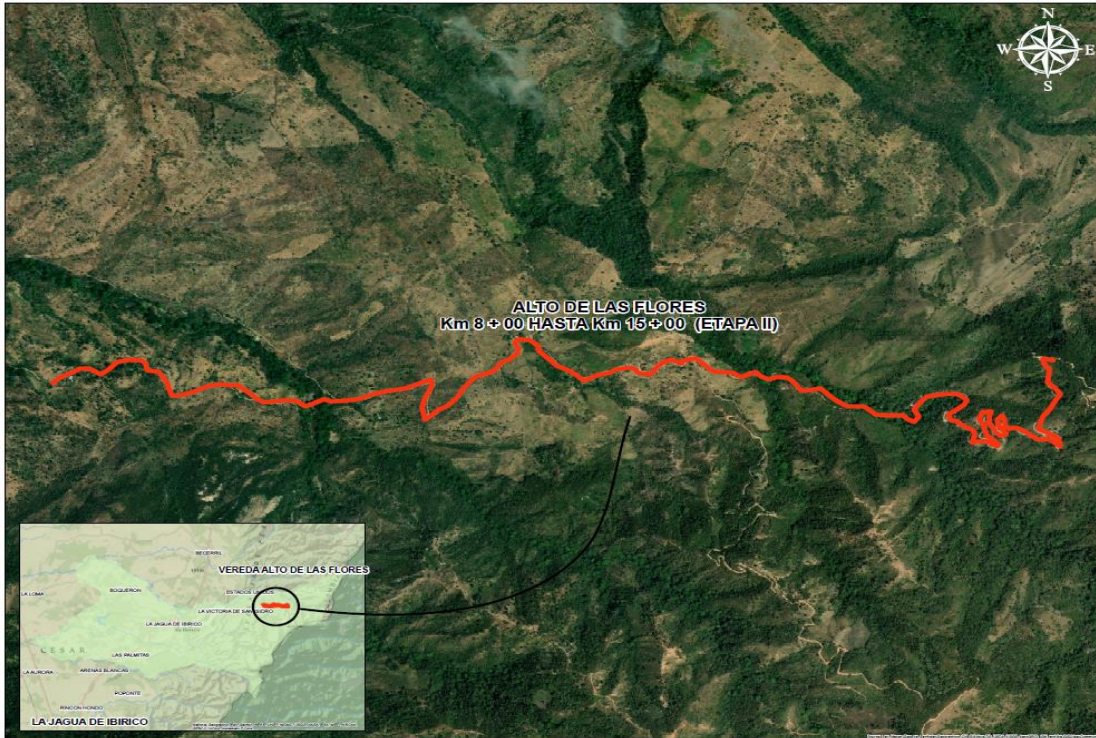 N
W E
S
ALTO DE LAS FLORES
Km 8 + 00 HASTA Km 15 + 00 (ETAPA II)
BECERRIL
VEREDA ALTO DE LAS FLORES
LA LOMA
BOQUERON
ESTADOS UNIDOS
LA VICTORIA DE SAN ISIDRO
LA JAGUA DE IBIRICO
CESAR
LAS PALMITAS
LA AURORA
ARENAS BLANCAS
POPONTE
RINCON HONDO
LA JAGUA DE IBIRICO